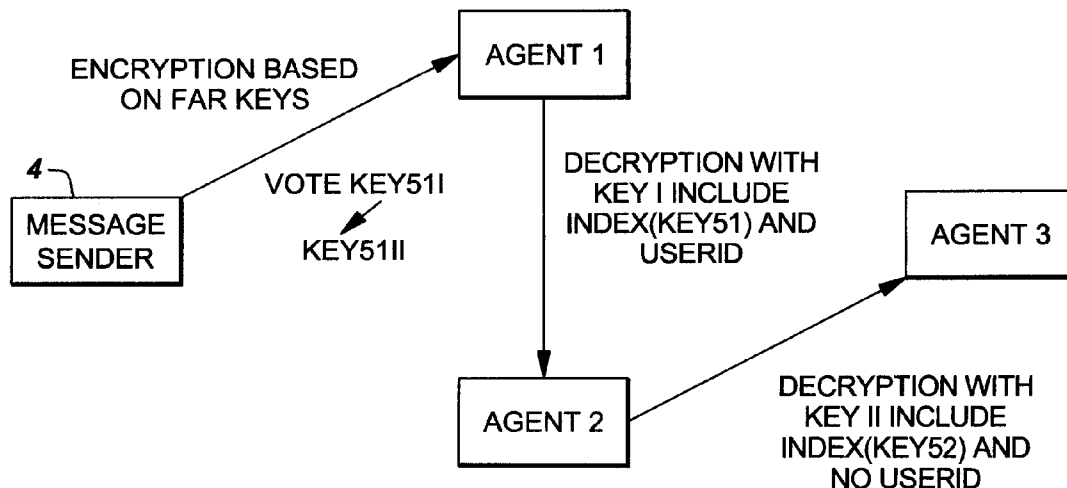 AGENT 1
ENCRYPTION BASED
ON FAR KEYS
4
MESSAGE
SENDER
VOTE KEY51I
KEY51II
DECRYPTION WITH
KEY I INCLUDE
INDEX(KEY51) AND
USERID
AGENT 3
AGENT 2
DECRYPTION WITH
KEY II INCLUDE
INDEX(KEY52) AND
NO USERID